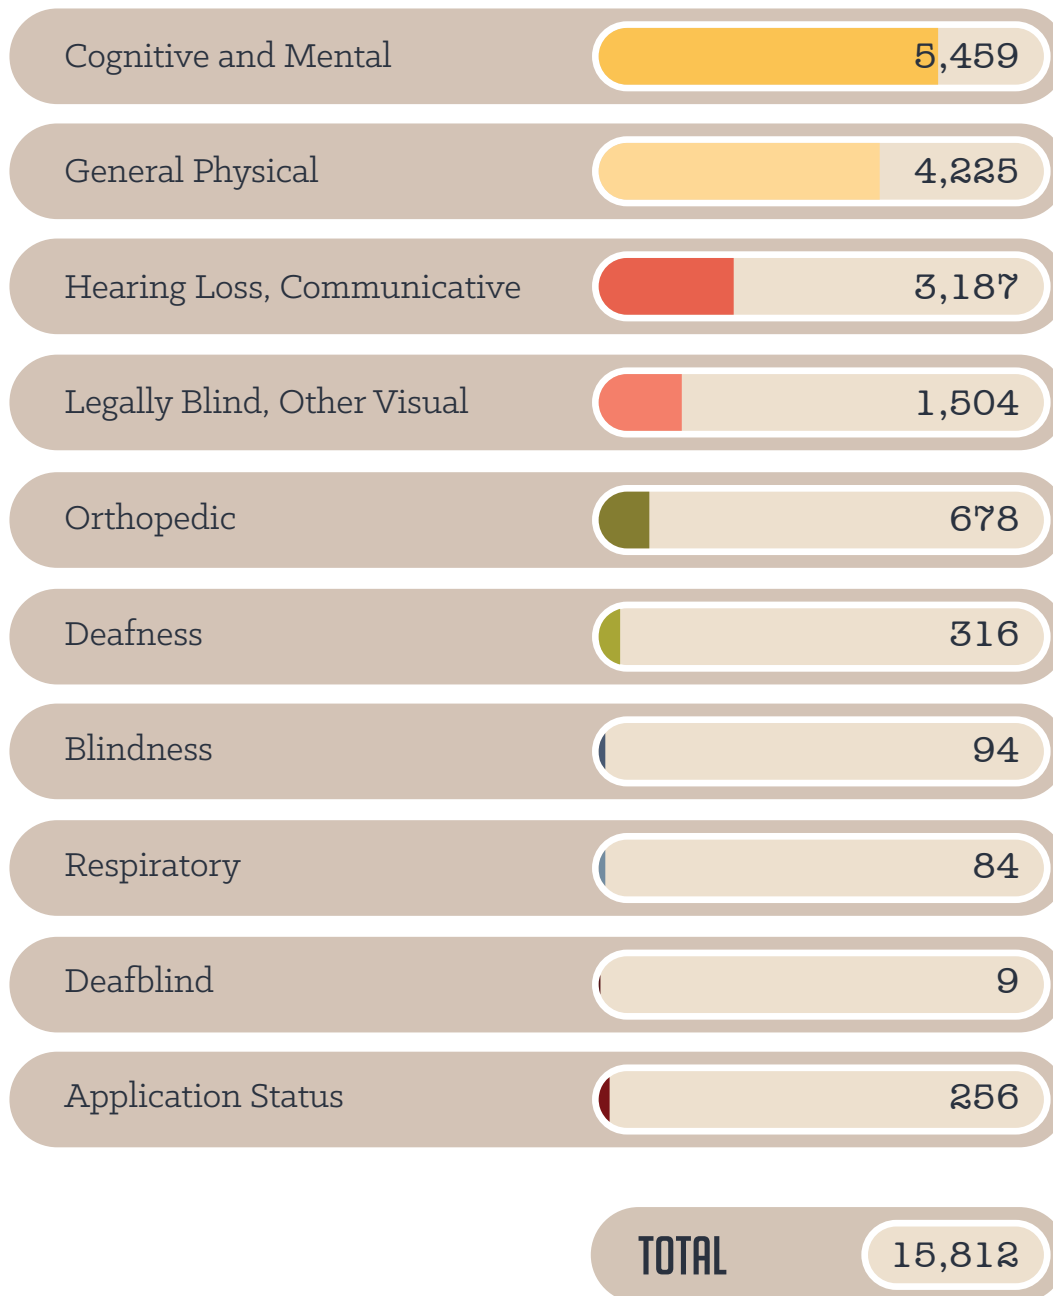 Cognitive and Mental 5,459
General Physical 4,225
Hearing Loss, Communicative 3,187
Legally Blind, Other Visual 1,504
Orthopedic 678
Deafness 316
Blindness 94
Respiratory 84
Deafblind 9
Application Status 256
TOTAL 15,812